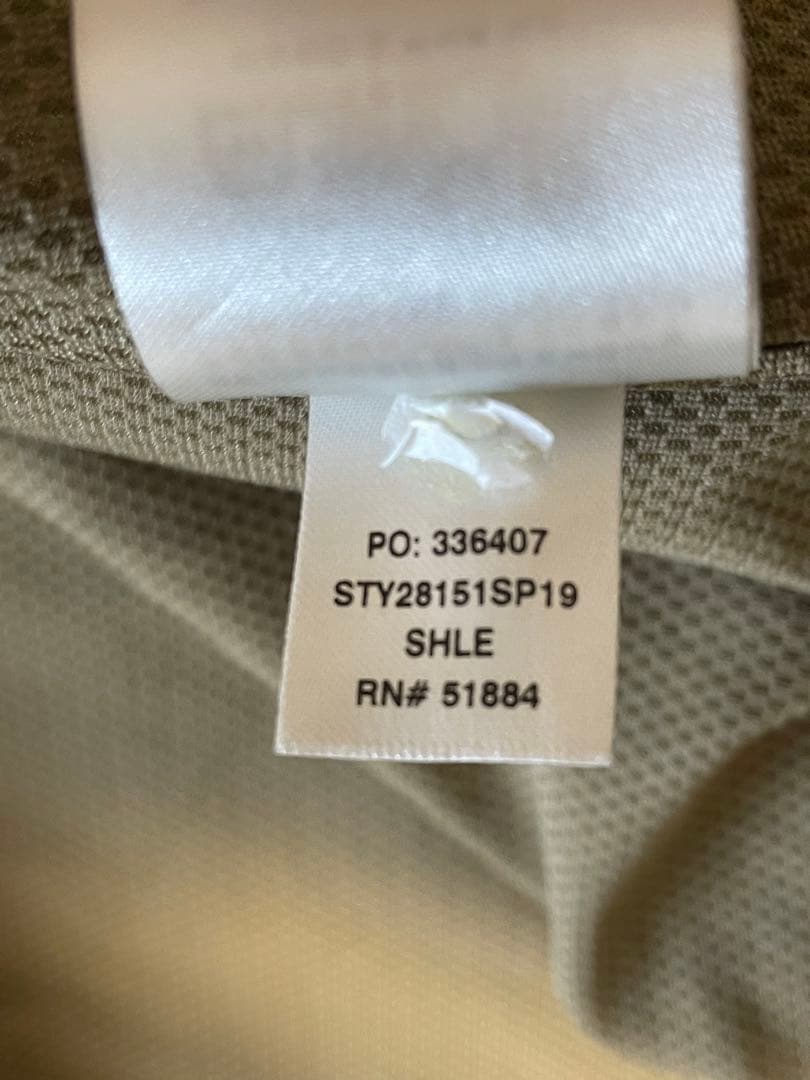 PO: 336407
STY28151SP19
SHLE
RN# 51884